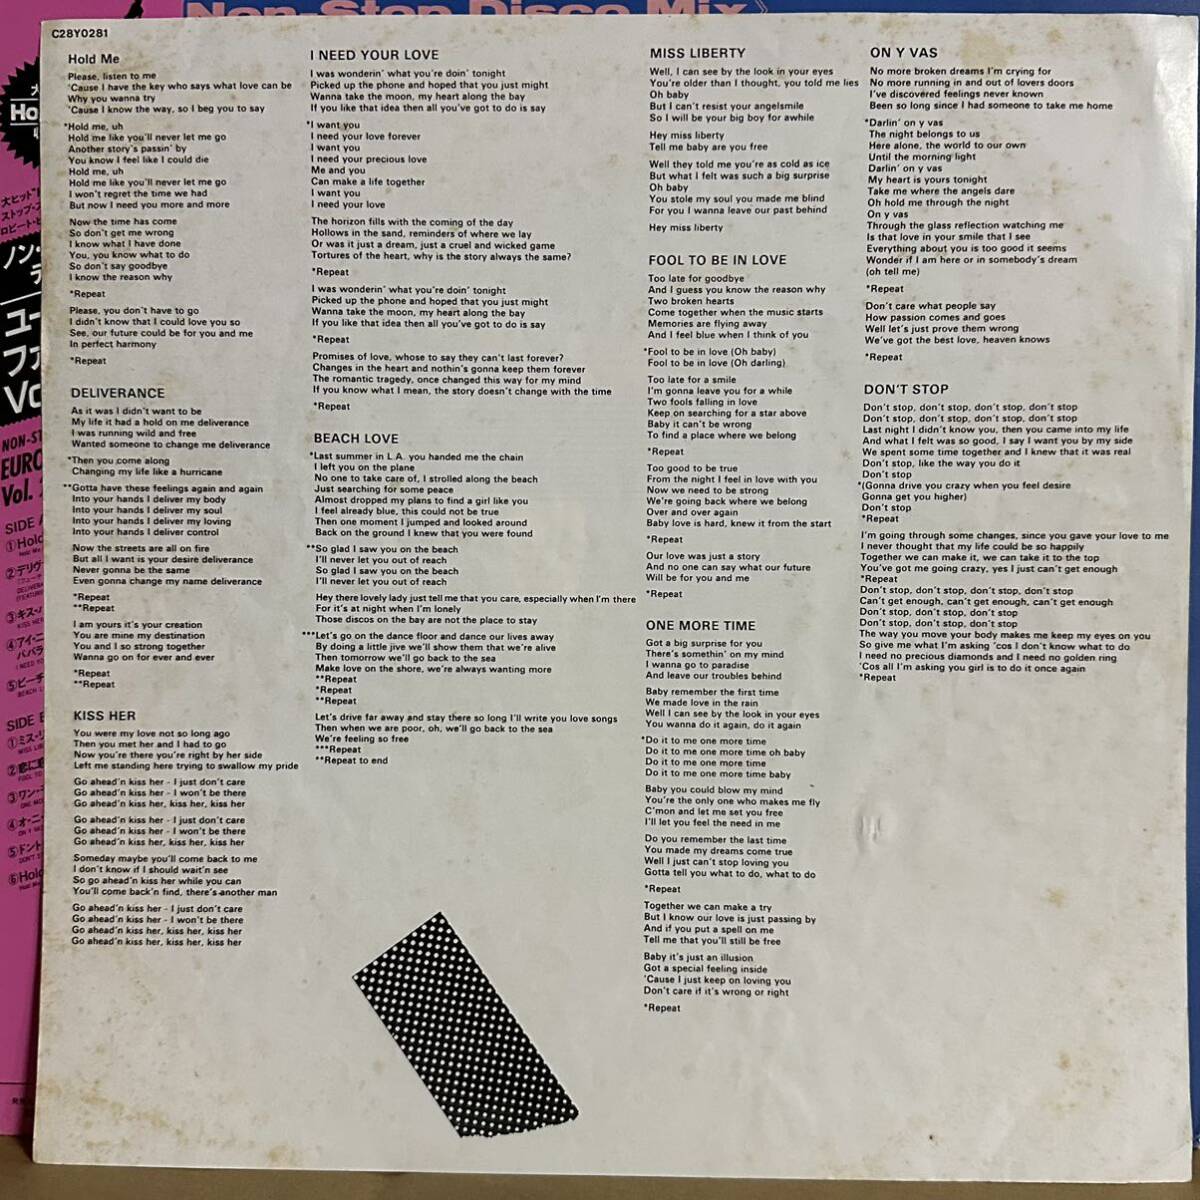 Non-Stop Disco Mix》
C28Y0281
Hold Me
Please, listen to me
'Cause I have the key who says what love can be
Why you wanna try
'Cause I know the way, so I beg you to say
*Hold me, uh
Hold me like you'll never let me go
Another story's passin' by
You know I feel like I could die
Hold me, uh
Hold me like you'll never let me go
I won't regret the time we had
But now I need you more and more
Now the time has come
So don't get me wrong
I know what I have done
You, you know what to do
So don't say goodbye
I know the reason why
*Repeat
Please, you don't have to go
I didn't know that I could love you so
See, our future could be for you and me
In perfect harmony
*Repeat
DELIVERANCE
As it was I didn't want to be
My life it had a hold on me deliverance
I was running wild and free
Wanted someone to change me deliverance
*Then you come along
Changing my life like a hurricane
**Gotta have these feelings again and again
Into your hands I deliver my body
Into your hands I deliver my soul
Into your hands I deliver my loving
Into your hands I deliver control
Now the streets are all on fire
But all I want is your desire deliverance
Never gonna be the same
Even gonna change my name deliverance
*Repeat
**Repeat
I am yours it's your creation
You are mine my destination
You and I so strong together
Wanna go on for ever and ever
*Repeat
**Repeat
KISS HER
You were my love not so long ago
Then you met her and I had to go
Now you're there you're right by her side
Left me standing here trying to swallow my pride
Go ahead'n kiss her - I just don't care
Go ahead'n kiss her - I won't be there
Go ahead'n kiss her, kiss her, kiss her
Go ahead'n kiss her - I just don't care
Go ahead'n kiss her - I won't be there
Go ahead'n kiss her, kiss her, kiss her
Someday maybe you'll come back to me
I don't know if I should wait'n see
So go ahead'n kiss her while you can
You'll come back'n find, there's another man
Go ahead'n kiss her - I just don't care
Go ahead'n kiss her - I won't be there
Go ahead'n kiss her, kiss her, kiss her
Go ahead'n kiss her, kiss her, kiss her
I NEED YOUR LOVE
I was wonderin' what you're doin' tonight
Picked up the phone and hoped that you just might
Wanna take the moon, my heart along the bay
If you like that idea then all you've got to do is say
*I want you
I need your love forever
I want you
I need your precious love
Me and you
Can make a life together
I want you
I need your love
The horizon fills with the coming of the day
Hollows in the sand, reminders of where we lay
Or was it just a dream, just a cruel and wicked game
Tortures of the heart, why is the story always the same?
*Repeat
I was wonderin' what you're doin' tonight
Picked up the phone and hoped that you just might
Wanna take the moon, my heart along the bay
If you like that idea then all you've got to do is say
*Repeat
Promises of love, whose to say they can't last forever?
Changes in the heart and nothin's gonna keep them forever
The romantic tragedy, once changed this way for my mind
If you know what I mean, the story doesn't change with the time
*Repeat
BEACH LOVE
*Last summer in L.A. you handed me the chain
I left you on the plane
No one to take care of, I strolled along the beach
Just searching for some peace
Almost dropped my plans to find a girl like you
I feel already blue, this could not be true
Then one moment I jumped and looked around
Back on the ground I knew that you were found
**So glad I saw you on the beach
I'll never let you out of reach
So glad I saw you on the beach
I'll never let you out of reach
Hey there lovely lady just tell me that you care, especially when I'm there
For it's at night when I'm lonely
Those discos on the bay are not the place to stay
***Let's go on the dance floor and dance our lives away
By doing a little jive we'll show them that we're alive
Then tomorrow we'll go back to the sea
Make love on the shore, we're always wanting more
**Repeat
*Repeat
**Repeat
Let's drive far away and stay there so long I'll write you love songs
Then when we are poor, oh, we'll go back to the sea
We're feeling so free
***Repeat
**Repeat to end
MISS LIBERTY
Well, I can see by the look in your eyes
You're older than I thought, you told me lies
Oh baby
But I can't resist your angelsmile
So I will be your big boy for awhile
Hey miss liberty
Tell me baby are you free
Well they told me you're as cold as ice
But what I felt was such a big surprise
Oh baby
You stole my soul you made me blind
For you I wanna leave our past behind
Hey miss liberty
FOOL TO BE IN LOVE
Too late for goodbye
And I guess you know the reason why
Two broken hearts
Come together when the music starts
Memories are flying away
And I feel blue when I think of you
*Fool to be in love (Oh baby)
Fool to be in love (Oh darling)
Too late for a smile
I'm gonna leave you for a while
Two fools falling in love
Keep on searching for a star above
Baby it can't be wrong
To find a place where we belong
*Repeat
Too good to be true
From the night I feel in love with you
Now we need to be strong
We're going back where we belong
Over and over again
Baby love is hard, knew it from the start
*Repeat
Our love was just a story
And no one can say what our future
Will be for you and me
*Repeat
ONE MORE TIME
Got a big surprise for you
There's somethin' on my mind
I wanna go to paradise
And leave our troubles behind
Baby remember the first time
We made love in the rain
Well I can see by the look in your eyes
You wanna do it again, do it again
*Do it to me one more time
Do it to me one more time oh baby
Do it to me one more time
Do it to me one more time baby
Baby you could blow my mind
You're the only one who makes me fly
C'mon and let me set you free
I'll let you feel the need in me
Do you remember the last time
You made my dreams come true
Well I just can't stop loving you
Gotta tell you what to do, what to do
*Repeat
Together we can make a try
But I know our love is just passing by
And if you put a spell on me
Tell me that you'll still be free
Baby it's just an illusion
Got a special feeling inside
'Cause I just keep on loving you
Don't care if it's wrong or right
*Repeat
ON Y VAS
No more broken dreams I'm crying for
No more running in and out of lovers doors
I've discovered feelings never known
Been so long since I had someone to take me home
*Darlin' on y vas
The night belongs to us
Here alone, the world to our own
Until the morning light
Darlin' on y vas
My heart is yours tonight
Take me where the angels dare
Oh hold me through the night
On y vas
Through the glass reflection watching me
Is that love in your smile that I see
Everything about you is too good it seems
Wonder if I am here or in somebody's dream
(oh tell me)
*Repeat
Don't care what people say
How passion comes and goes
Well let's just prove them wrong
We've got the best love, heaven knows
*Repeat
DON'T STOP
Don't stop, don't stop, don't stop, don't stop
Don't stop, don't stop, don't stop, don't stop
Last night I didn't know you, then you came into my life
And what I felt was so good, I say I want you by my side
We spent some time together and I knew that it was real
Don't stop, like the way you do it
Don't stop
*(Gonna drive you crazy when you feel desire
Gonna get you higher)
Don't stop
*Repeat
I'm going through some changes, since you gave your love to me
I never thought that my life could be so happily
Together we can make it, we can take it to the top
You've got me going crazy, yes I just can't get enough
*Repeat
Don't stop, don't stop, don't stop, don't stop
Can't get enough, can't get enough, can't get enough
Don't stop, don't stop, don't stop, don't stop
Don't stop, don't stop, don't stop, don't stop
The way you move your body makes me keep my eyes on you
So give me what I'm asking 'cos I don't know what to do
I need no precious diamonds and I need no golden ring
'Cos all I'm asking you girl is to do it once again
*Repeat
大ヒット
ストップ・
ロビート・ヒ
ノン・
ユー
ファ
Vo
NON-ST
EURO
Vol.
SIDE A
①Hold
②デリヴ
③キス・
④アイ・ニ
⑤ビーチ
SIDE B
①ミス・リ
②恋に
③ワン・
④オ・ニ
⑤ドント
⑥Hold